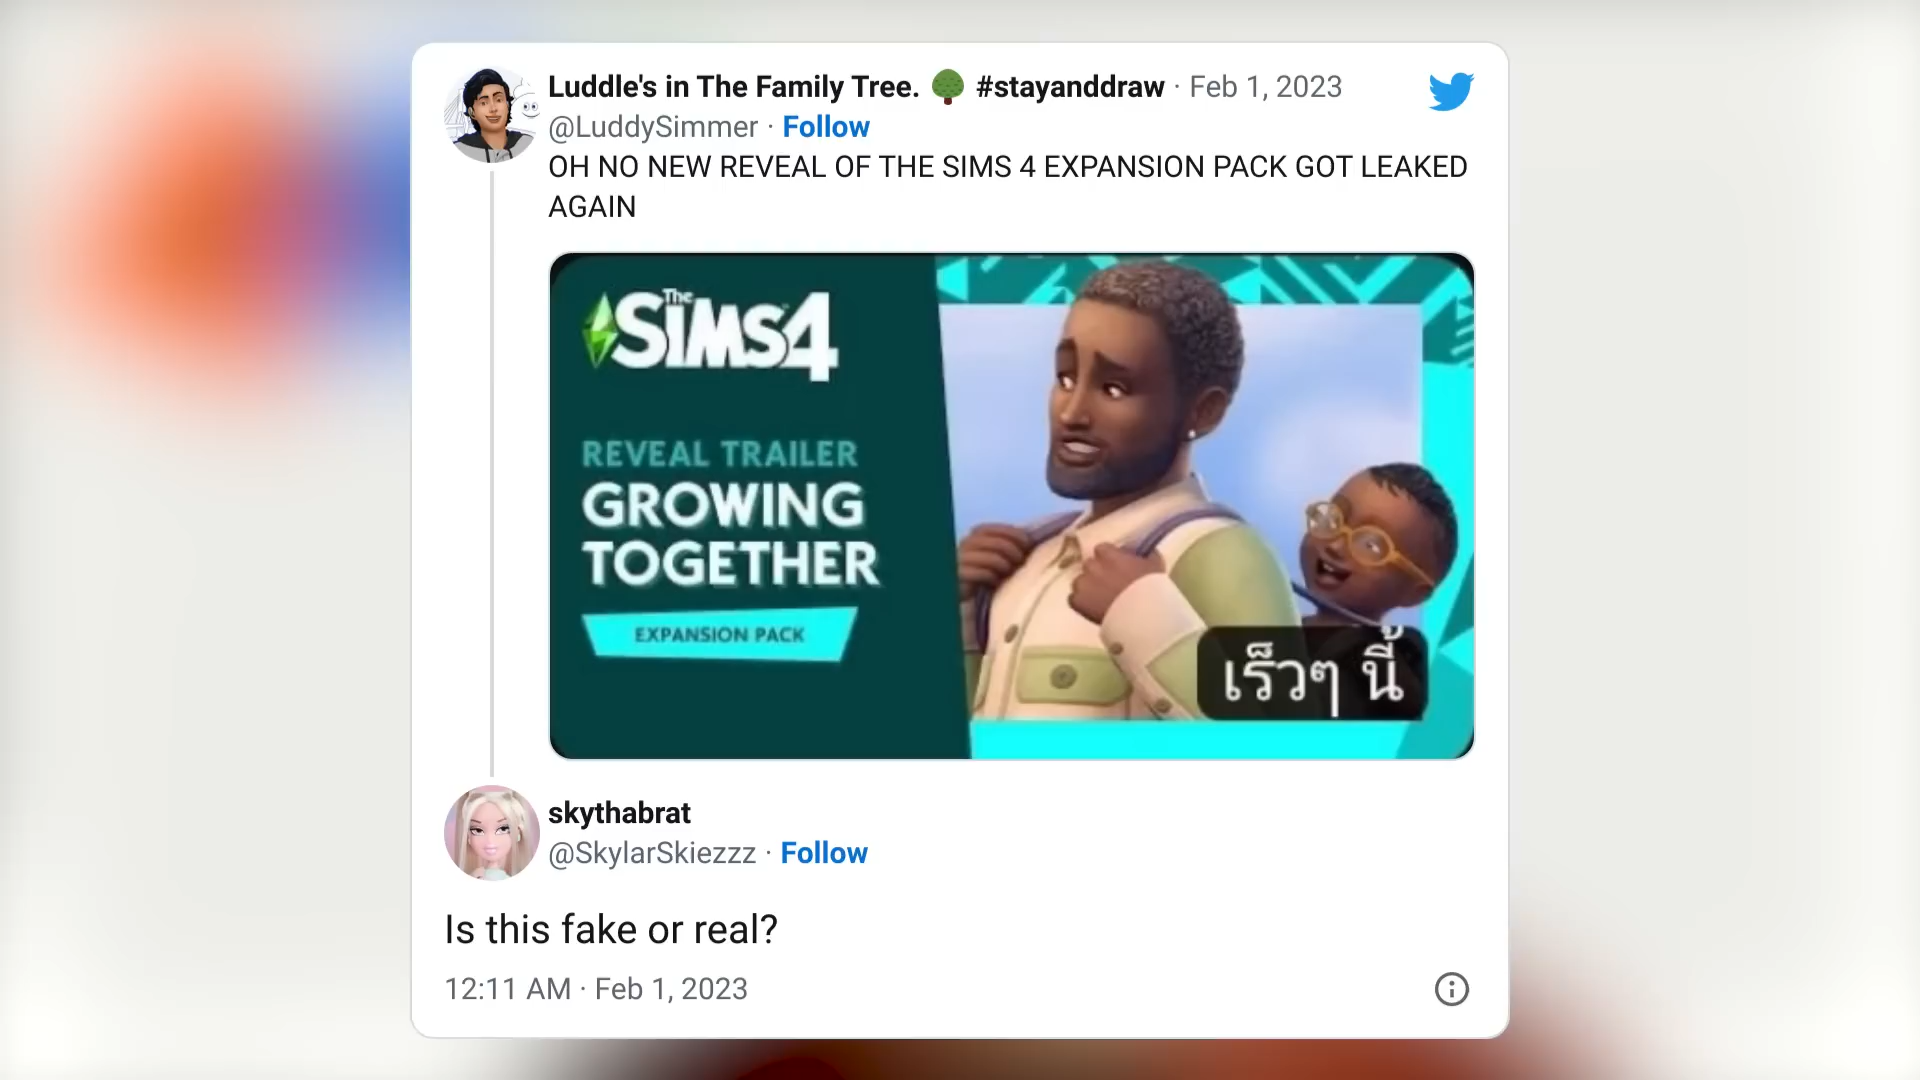 Luddle's in The Family Tree. 🌳 #stayanddraw · Feb 1, 2023
@LuddySimmer · Follow
OH NO NEW REVEAL OF THE SIMS 4 EXPANSION PACK GOT LEAKED
AGAIN
The SIMS 4
REVEAL TRAILER
GROWING
TOGETHER
EXPANSION PACK
เร็วๆ นี้
skythabrat
@SkylarSkiezzz · Follow
Is this fake or real?
12:11 AM · Feb 1, 2023